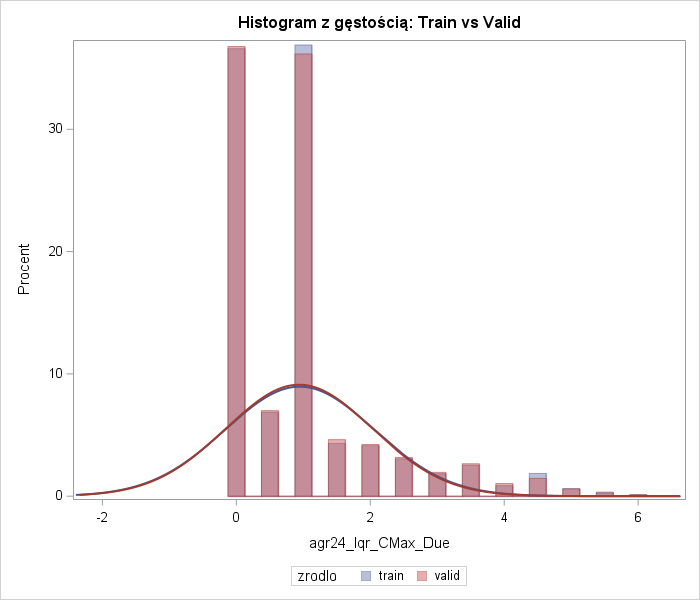 Histogram z gęstością: Train vs Valid
Procent
30
20
10
0
-2 0 2 4 6
agr24_Iqr_CMax_Due
zrodlo train valid